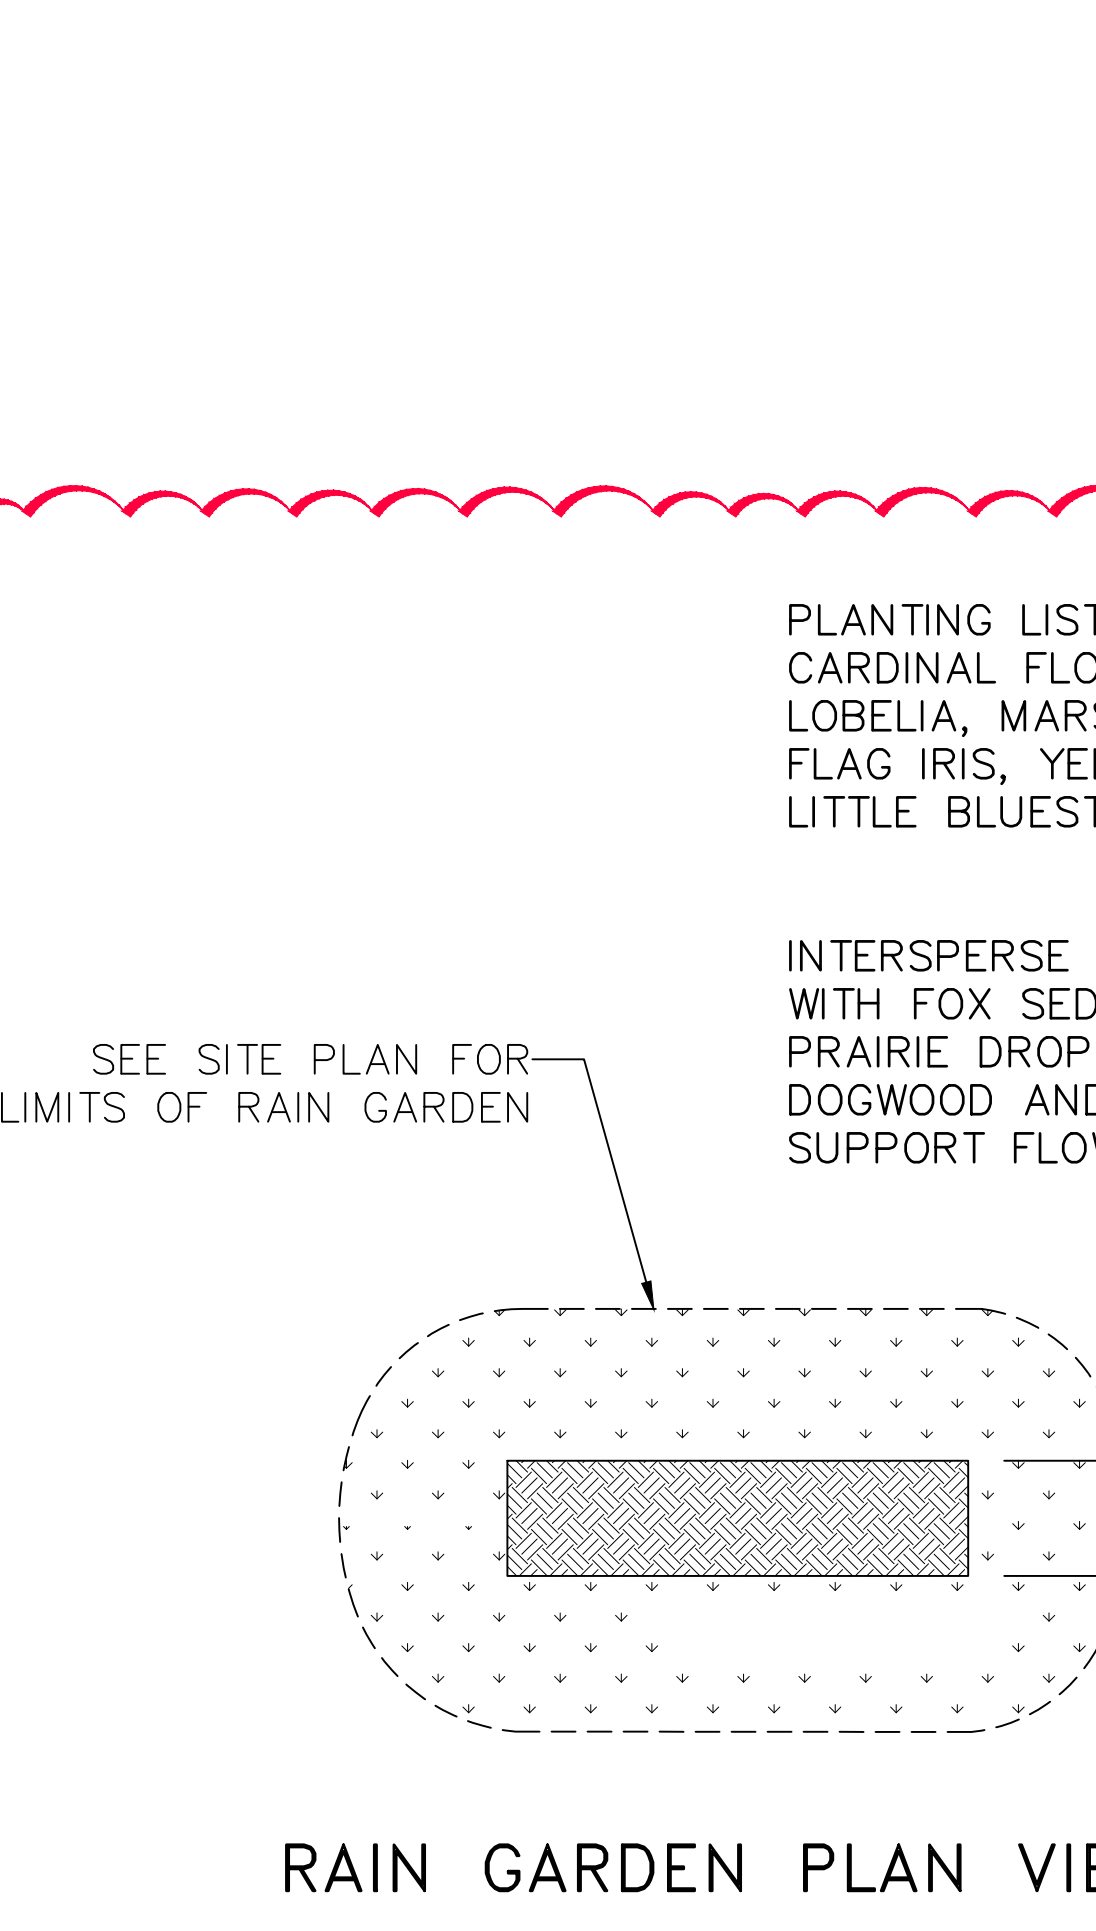 PLANTING LIST
CARDINAL FLO
LOBELIA, MARS
FLAG IRIS, YEL
LITTLE BLUEST
INTERSPERSE
WITH FOX SED
PRAIRIE DROP
DOGWOOD AND
SUPPORT FLOW
SEE SITE PLAN FOR
LIMITS OF RAIN GARDEN
RAIN GARDEN PLAN VIE